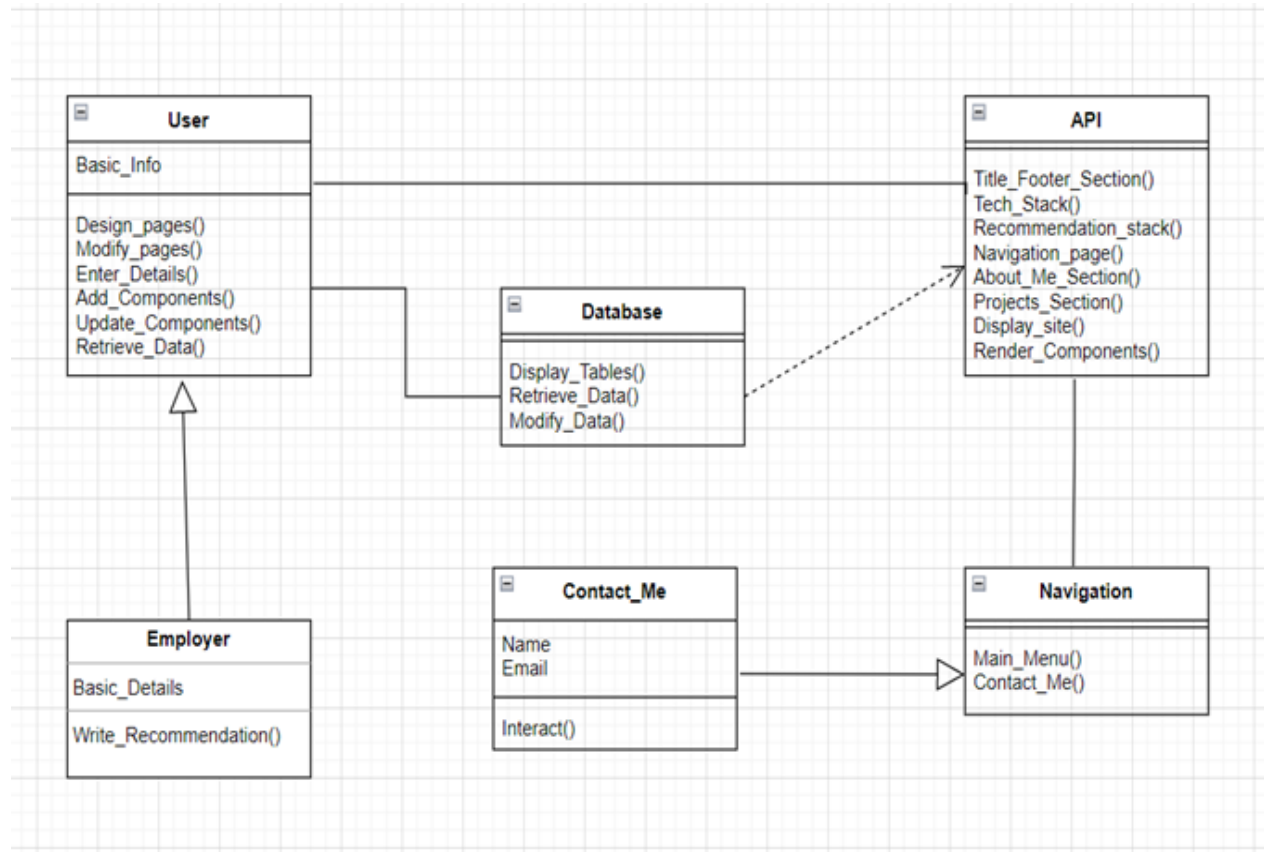 User
Basic_Info
Design_pages()
Modify_pages()
Enter_Details()
Add_Components()
Update_Components()
Retrieve_Data()
API
Title_Footer_Section()
Tech_Stack()
Recommendation_stack()
Navigation_page()
About_Me_Section()
Projects_Section()
Display_site()
Render_Components()
Database
Display_Tables()
Retrieve_Data()
Modify_Data()
Employer
Basic_Details
Write_Recommendation()
Contact_Me
Name
Email
Interact()
Navigation
Main_Menu()
Contact_Me()